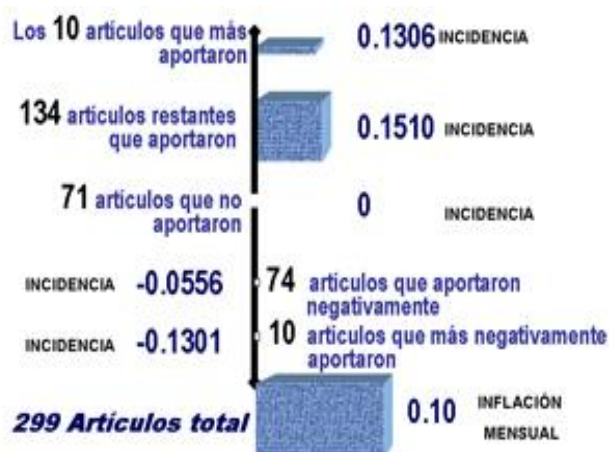 Los 10 artículos que más
aportaron
0.1306 INCIDENCIA
134 artículos restantes
que aportaron
0.1510 INCIDENCIA
71 artículos que no
aportaron
0 INCIDENCIA
INCIDENCIA -0.0556
74 artículos que aportaron
negativamente
INCIDENCIA -0.1301
10 artículos que más negativamente
aportaron
299 Artículos total
0.10 INFLACIÓN
MENSUAL